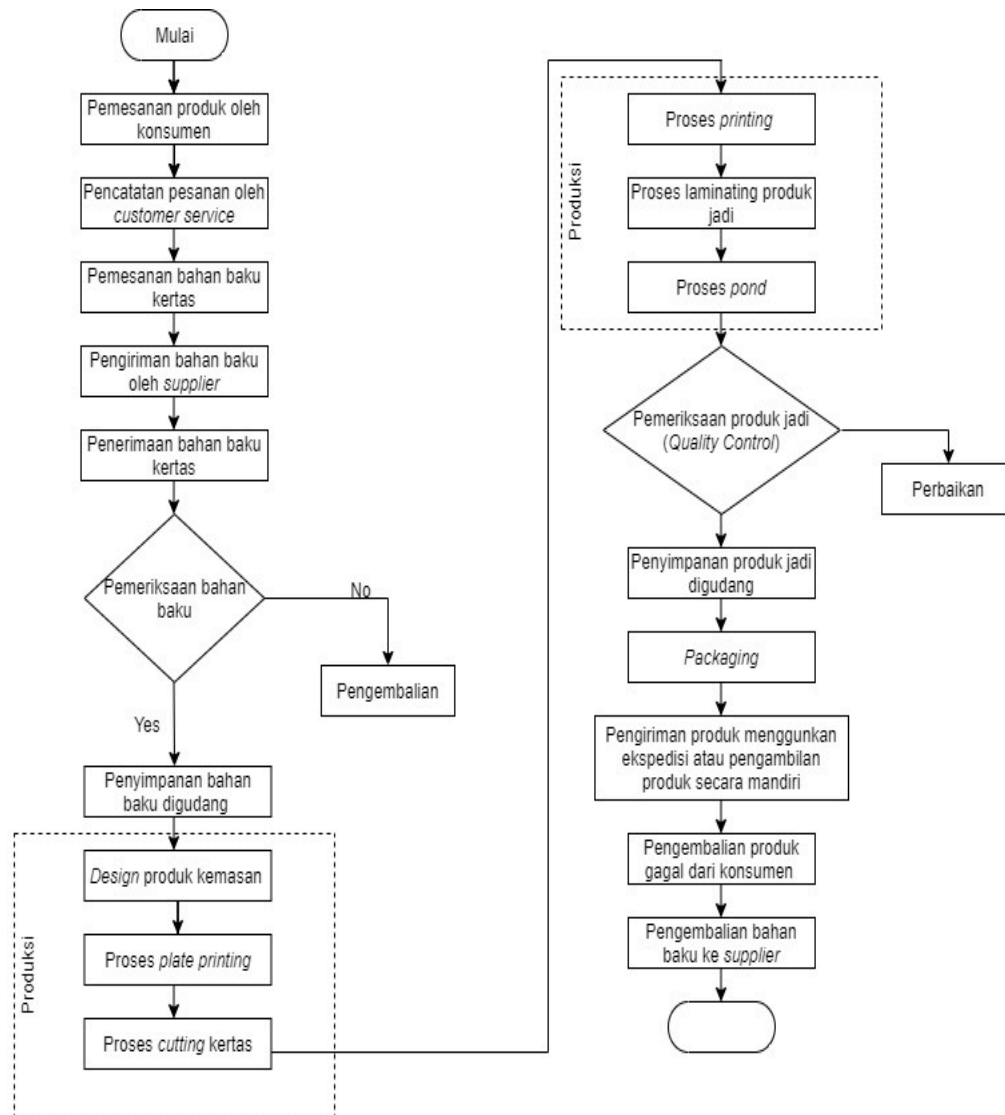 Mulai
Pemesanan produk oleh
konsumen
Pencatatan pesanan oleh
customer service
Pemesanan bahan baku
kertas
Pengiriman bahan baku
oleh supplier
Penerimaan bahan baku
kertas
Pemeriksaan bahan
baku
No
Pengembalian
Yes
Penyimpanan bahan
baku digudang
Produksi
Design produk kemasan
Proses plate printing
Proses cutting kertas
Produksi
Proses printing
Proses laminating produk
jadi
Proses pond
Pemeriksaan produk jadi
(Quality Control)
Perbaikan
Penyimpanan produk jadi
digudang
Packaging
Pengiriman produk menggunkan
ekspedisi atau pengambilan
produk secara mandiri
Pengembalian produk
gagal dari konsumen
Pengembalian bahan
baku ke supplier